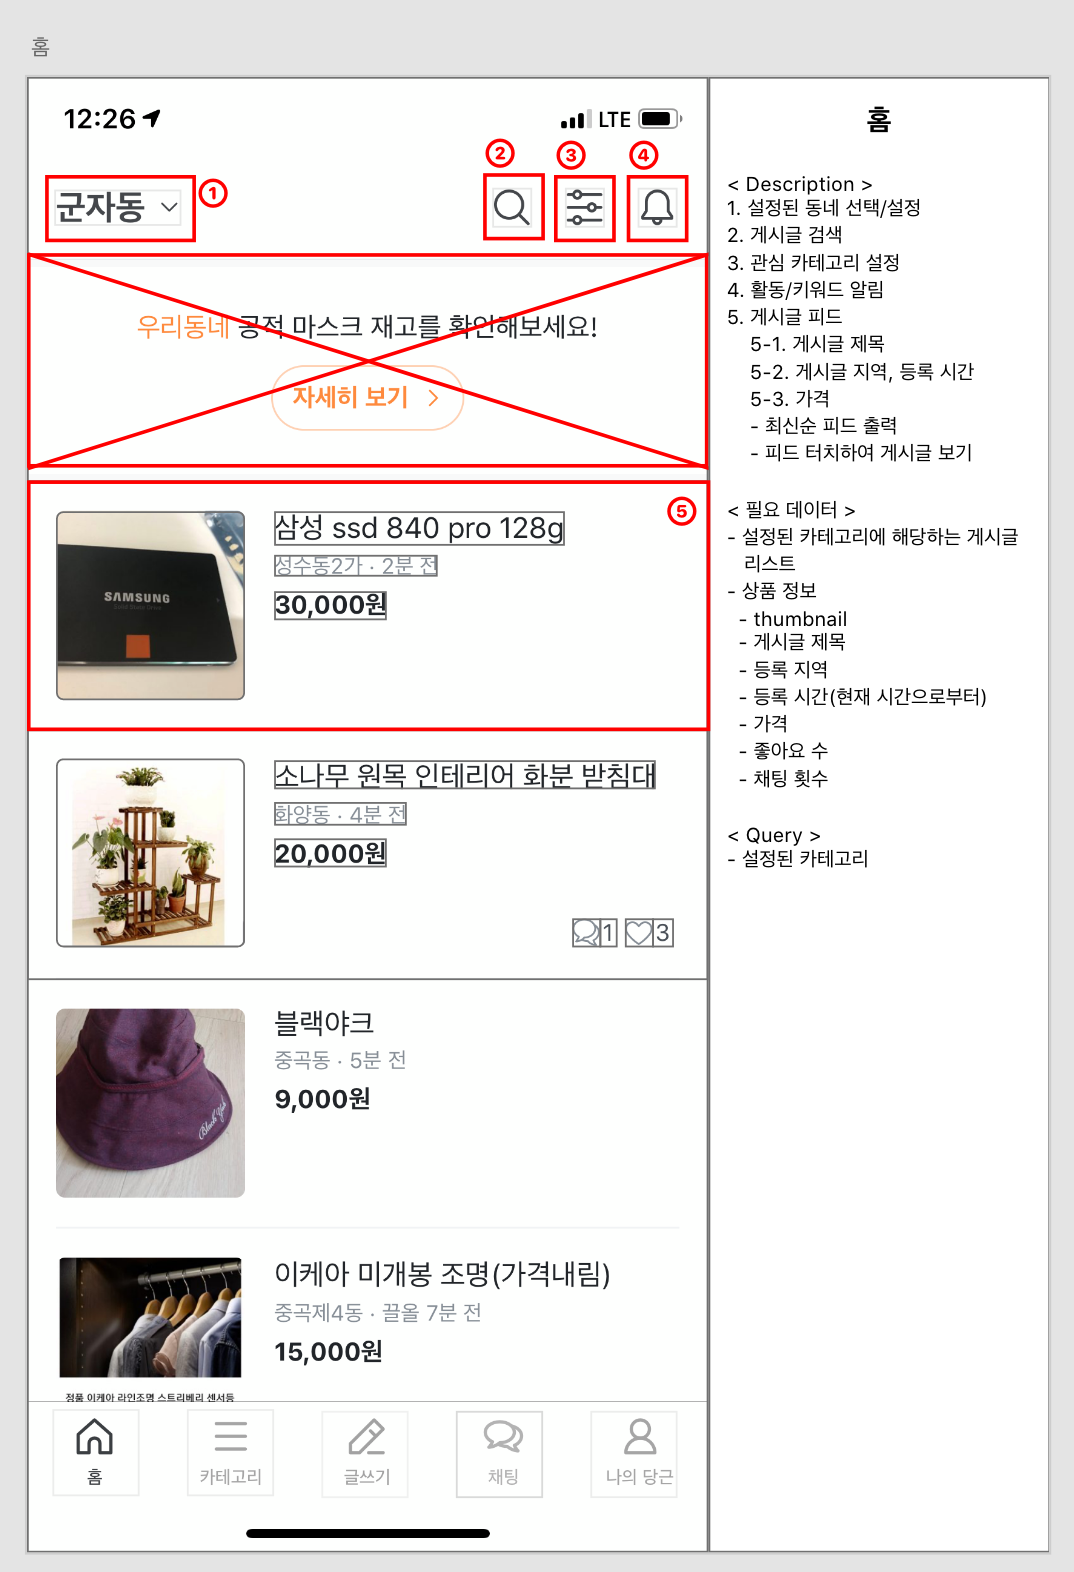 홈
12:26
LTE
군자동
1
2
3
4
우리동네 공적 마스크 재고를 확인해보세요!
자세히 보기
5
삼성 ssd 840 pro 128g
성수동2가 · 2분 전
30,000원
SAMSUNG
Solid State Drive
소나무 원목 인테리어 화분 받침대
화양동 · 4분 전
20,000원
1
3
블랙야크
중곡동 · 5분 전
9,000원
Black Yak
이케아 미개봉 조명(가격내림)
중곡제4동 · 끌올 7분 전
15,000원
정품 이케아 라인조명 스트리베리 센서등
홈
카테고리
글쓰기
채팅
나의 당근
홈
< Description >
1. 설정된 동네 선택/설정
2. 게시글 검색
3. 관심 카테고리 설정
4. 활동/키워드 알림
5. 게시글 피드
5-1. 게시글 제목
5-2. 게시글 지역, 등록 시간
5-3. 가격
- 최신순 피드 출력
- 피드 터치하여 게시글 보기
< 필요 데이터 >
- 설정된 카테고리에 해당하는 게시글
리스트
- 상품 정보
- thumbnail
- 게시글 제목
- 등록 지역
- 등록 시간(현재 시간으로부터)
- 가격
- 좋아요 수
- 채팅 횟수
< Query >
- 설정된 카테고리